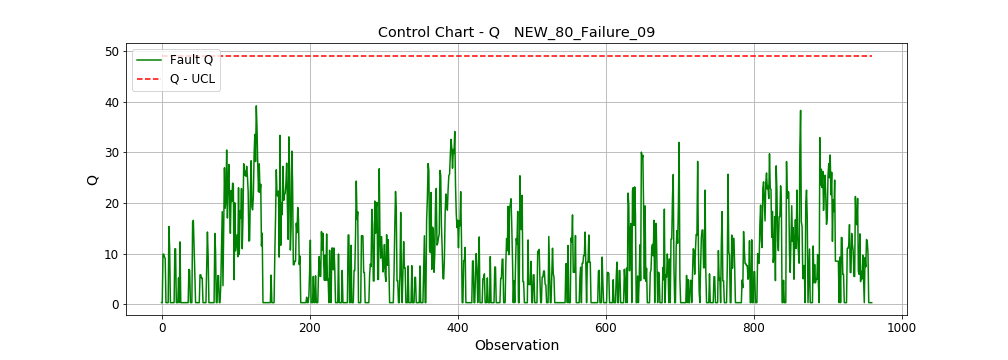 Control Chart - Q   NEW_80_Failure_09
Fault Q
Q - UCL
Q
50
40
30
20
10
0
0 200 400 600 800 1000
Observation